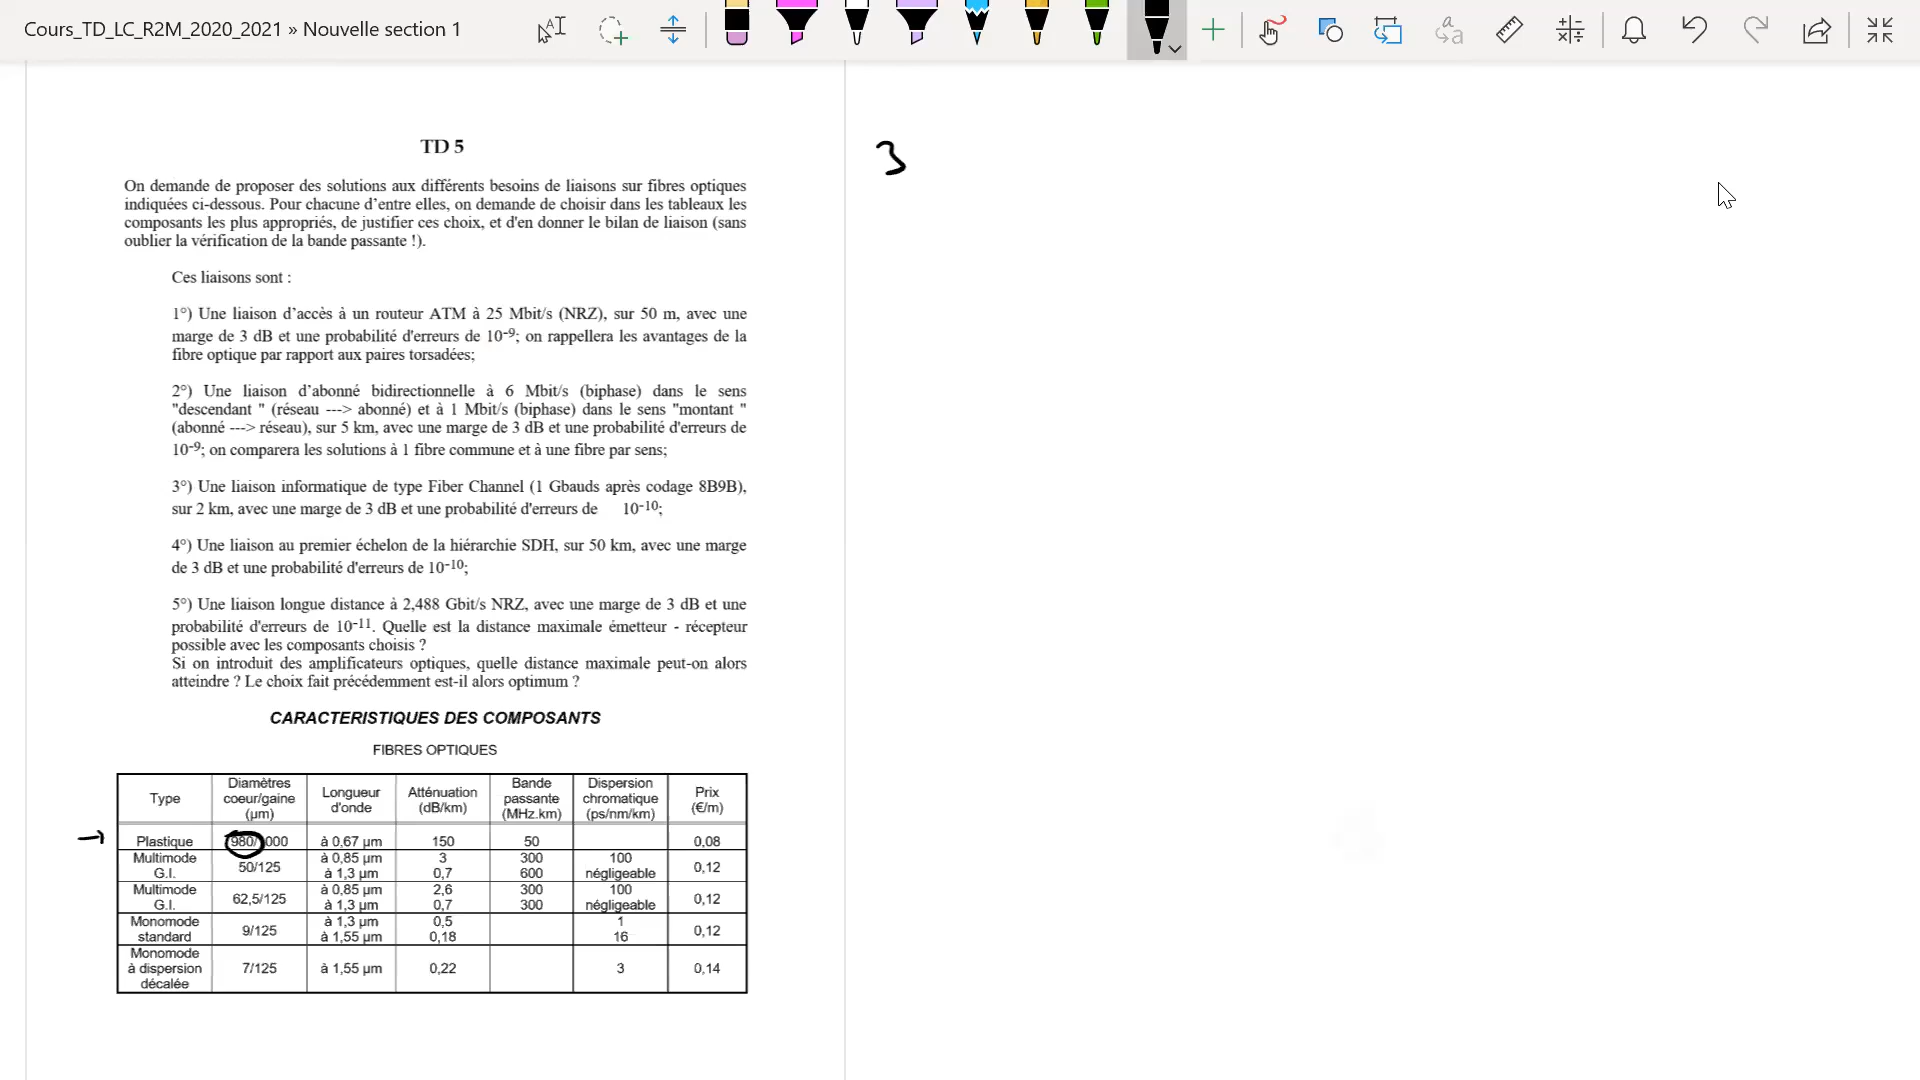 Cours_TD_LC_R2M_2020_2021 » Nouvelle section 1
TD 5
3
On demande de proposer des solutions aux différents besoins de liaisons sur fibres optiques
indiquées ci-dessous. Pour chacune d'entre elles, on demande de choisir dans les tableaux les
composants les plus appropriés, de justifier ces choix, et d'en donner le bilan de liaison (sans
oublier la vérification de la bande passante !).
Ces liaisons sont :
1°) Une liaison d'accès à un routeur ATM à 25 Mbit/s (NRZ), sur 50 m, avec une
marge de 3 dB et une probabilité d'erreurs de 10-9; on rappellera les avantages de la
fibre optique par rapport aux paires torsadées;
2°) Une liaison d'abonné bidirectionnelle à 6 Mbit/s (biphase) dans le sens
"descendant " (réseau ---> abonné) et à 1 Mbit/s (biphase) dans le sens "montant "
(abonné ---> réseau), sur 5 km, avec une marge de 3 dB et une probabilité d'erreurs de
10-9; on comparera les solutions à 1 fibre commune et à une fibre par sens;
3°) Une liaison informatique de type Fiber Channel (1 Gbauds après codage 8B9B),
sur 2 km, avec une marge de 3 dB et une probabilité d'erreurs de 10-10;
4°) Une liaison au premier échelon de la hiérarchie SDH, sur 50 km, avec une marge
de 3 dB et une probabilité d'erreurs de 10-10;
5°) Une liaison longue distance à 2,488 Gbit/s NRZ, avec une marge de 3 dB et une
probabilité d'erreurs de 10-11. Quelle est la distance maximale émetteur - récepteur
possible avec les composants choisis ?
Si on introduit des amplificateurs optiques, quelle distance maximale peut-on alors
atteindre ? Le choix fait précédemment est-il alors optimum ?
CARACTERISTIQUES DES COMPOSANTS
FIBRES OPTIQUES
Type Diamètres coeur/gaine (µm) Longueur d'onde Atténuation (dB/km) Bande passante (MHz.km) Dispersion chromatique (ps/nm/km) Prix (€/m)
Plastique 980/1000 à 0,67 µm 150 50 0,08
Multimode G.I. 50/125 à 0,85 µm 3 300 100 0,12
à 1,3 µm 0,7 600 négligeable
Multimode G.I. 62,5/125 à 0,85 µm 2,6 300 100 0,12
à 1,3 µm 0,7 300 négligeable
Monomode standard 9/125 à 1,3 µm 0,5 1 0,12
à 1,55 µm 0,18 16
Monomode à dispersion décalée 7/125 à 1,55 µm 0,22 3 0,14